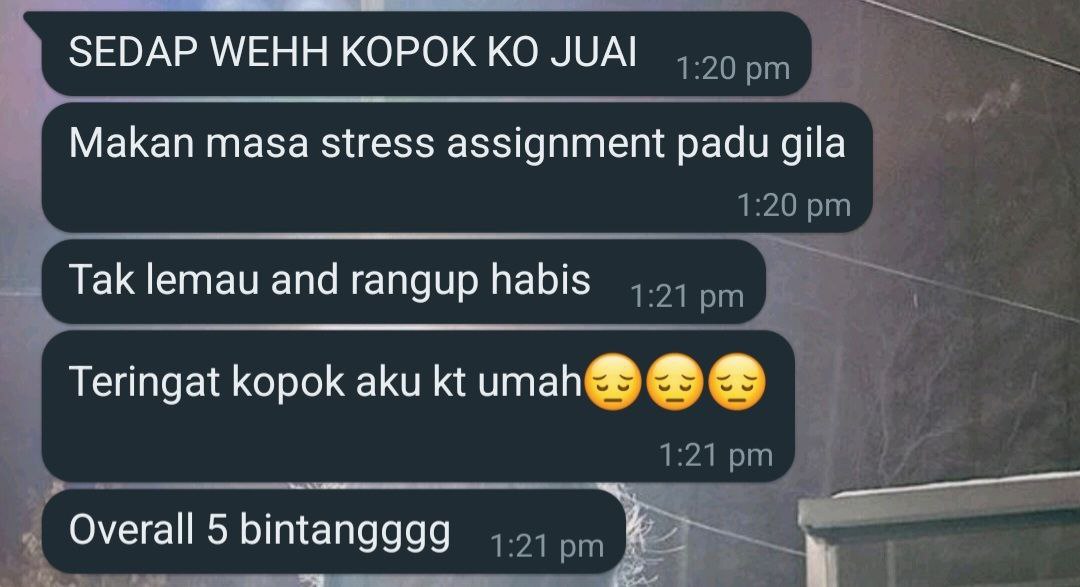 SEDAP WEHH KOPOK KO JUAI
1:20 pm
Makan masa stress assignment padu gila
1:20 pm
Tak lemau and rangup habis
1:21 pm
Teringat kopok aku kt umah😔😔😔
1:21 pm
Overall 5 bintangggg
1:21 pm